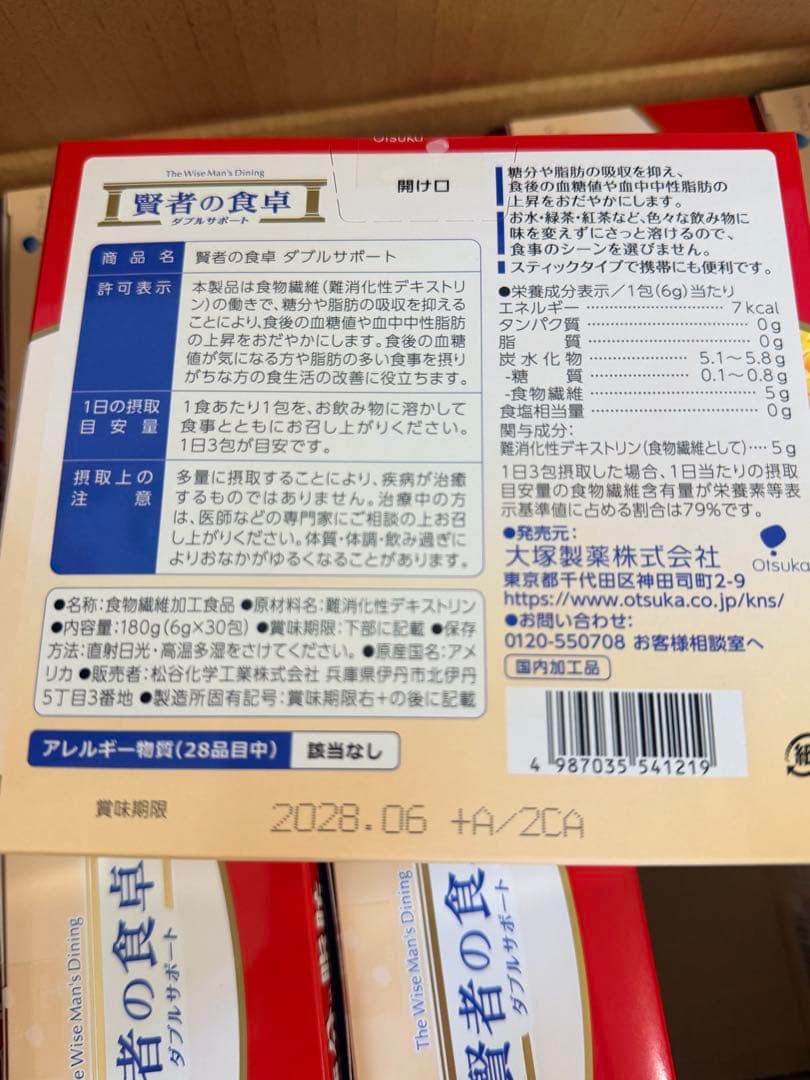 Otsuka
The Wise Man's Dining
賢者の食卓
ダブルサポート
開け口
商品名 賢者の食卓 ダブルサポート
許可表示 本製品は食物繊維(難消化性デキストリ
ン)の働きで、糖分や脂肪の吸収を抑える
ことにより、食後の血糖値や血中中性脂肪
の上昇をおだやかにします。食後の血糖
値が気になる方や脂肪の多い食事を摂り
がちな方の食生活の改善に役立ちます。
1日の摂取目安量 1食あたり1包を、お飲み物に溶かして
食事とともにお召し上がりください。
1日3包が目安です。
摂取上の注意 多量に摂取することにより、疾病が治癒
するものではありません。治療中の方
は、医師などの専門家にご相談の上お召
し上がりください。体質・体調・飲み過ぎに
よりおなかがゆるくなることがあります。
●名称:食物繊維加工食品 ●原材料名:難消化性デキストリン
●内容量:180g(6g×30包) ●賞味期限:下部に記載 ●保存
方法:直射日光・高温多湿をさけてください。 ●原産国名:アメ
リカ ●販売者:松谷化学工業株式会社 兵庫県伊丹市北伊丹
5丁目3番地 ●製造所固有記号:賞味期限右+の後に記載
アレルギー物質(28品目中) 該当なし
糖分や脂肪の吸収を抑え、
食後の血糖値や血中中性脂肪の
上昇をおだやかにします。
お水・緑茶・紅茶など、色々な飲み物に
味を変えずにさっと溶けるので、
食事のシーンを選びません。
スティックタイプで携帯にも便利です。
●栄養成分表示/1包(6g)当たり
エネルギー 7kcal
タンパク質 0g
脂質 0g
炭水化物 5.1〜5.8g
-糖質 0.1〜0.8g
-食物繊維 5g
食塩相当量 0g
関与成分:
難消化性デキストリン(食物繊維として)····5g
1日3包摂取した場合、1日当たりの摂取
目安量の食物繊維含有量が栄養素等表
示基準値に占める割合は79%です。
●発売元:
大塚製薬株式会社
Otsuka
東京都千代田区神田司町2-9
https://www.otsuka.co.jp/kns/
●お問い合わせ:
0120-550708 お客様相談室へ
国内加工品
4 987035 541219
紙
賞味期限 2028.06 +A/2CA
e Wise Man's Dining
者の食卓
ダブルサポート
The Wise Man's Dining
賢者の食
ダブルサポート